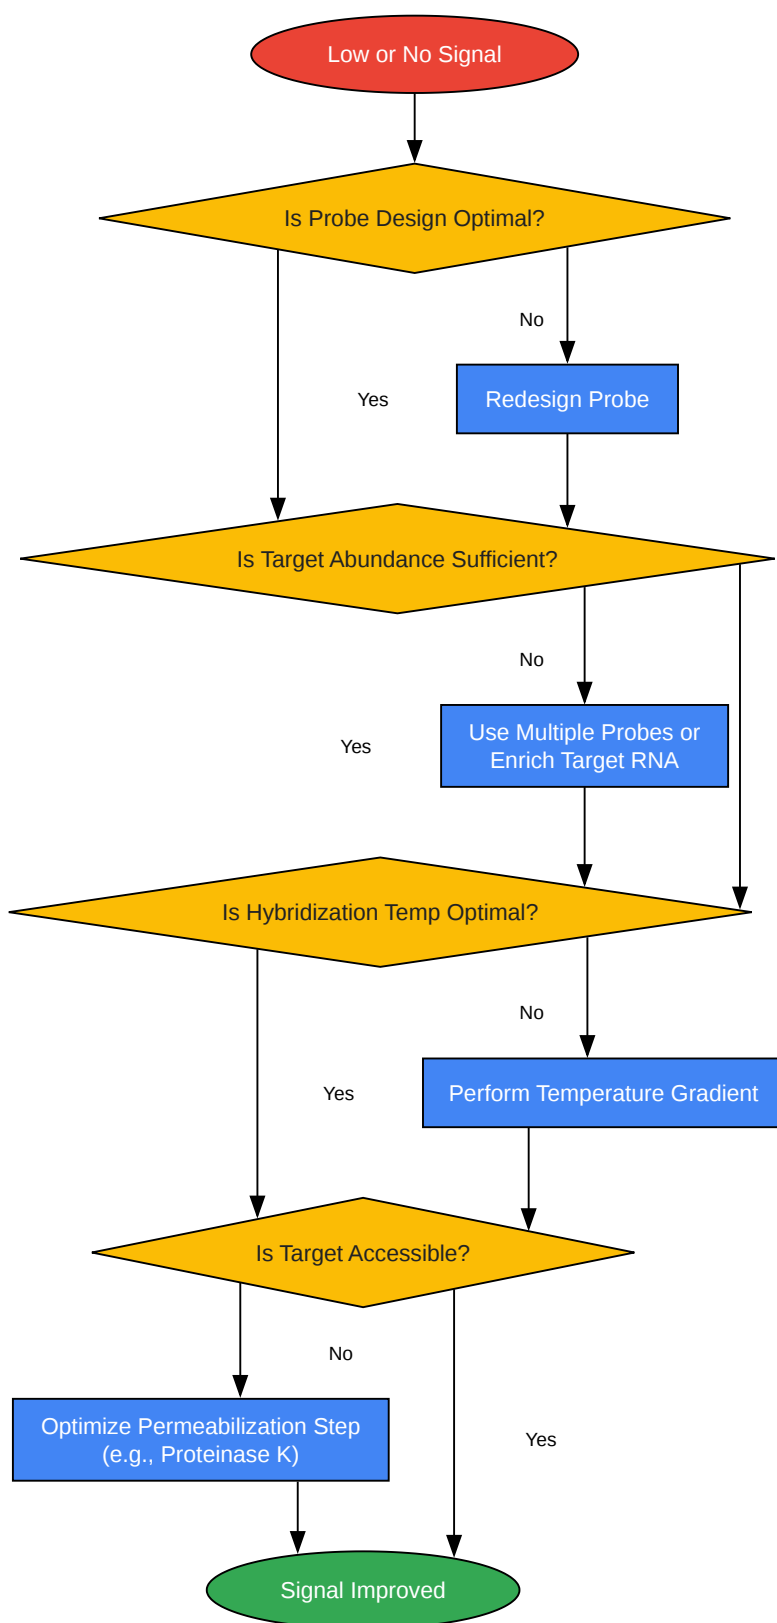 Low or No Signal
Is Probe Design Optimal?
No
Yes
Redesign Probe
Is Target Abundance Sufficient?
No
Yes
Use Multiple Probes or
Enrich Target RNA
Is Hybridization Temp Optimal?
No
Yes
Perform Temperature Gradient
Is Target Accessible?
No
Optimize Permeabilization Step
(e.g., Proteinase K)
Yes
Signal Improved